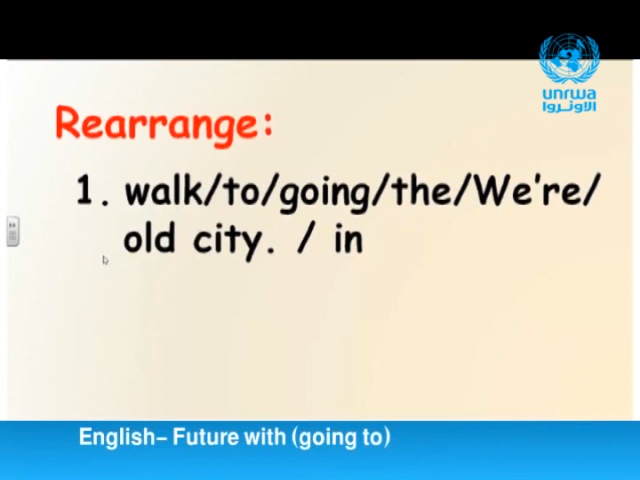 unrwa
الاونروا
Rearrange:
1. walk/to/going/the/We're/
old city. / in
English– Future with (going to)